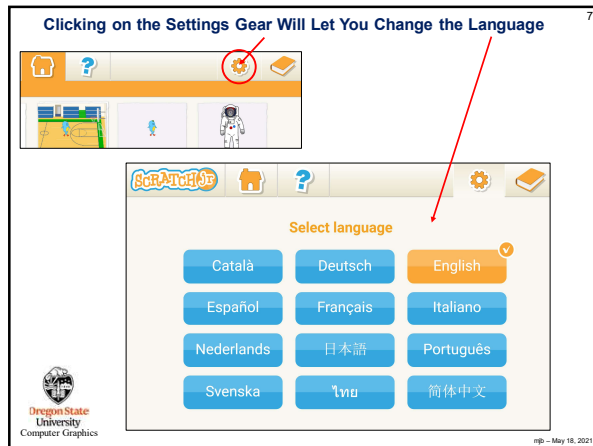 7
Clicking on the Settings Gear Will Let You Change the Language
?
SCRATCH Jr
?
Select language
Català
Deutsch
English
Español
Français
Italiano
Nederlands
日本語
Português
Svenska
ไทย
简体中文
Oregon State
University
Computer Graphics
mjb – May 18, 2021